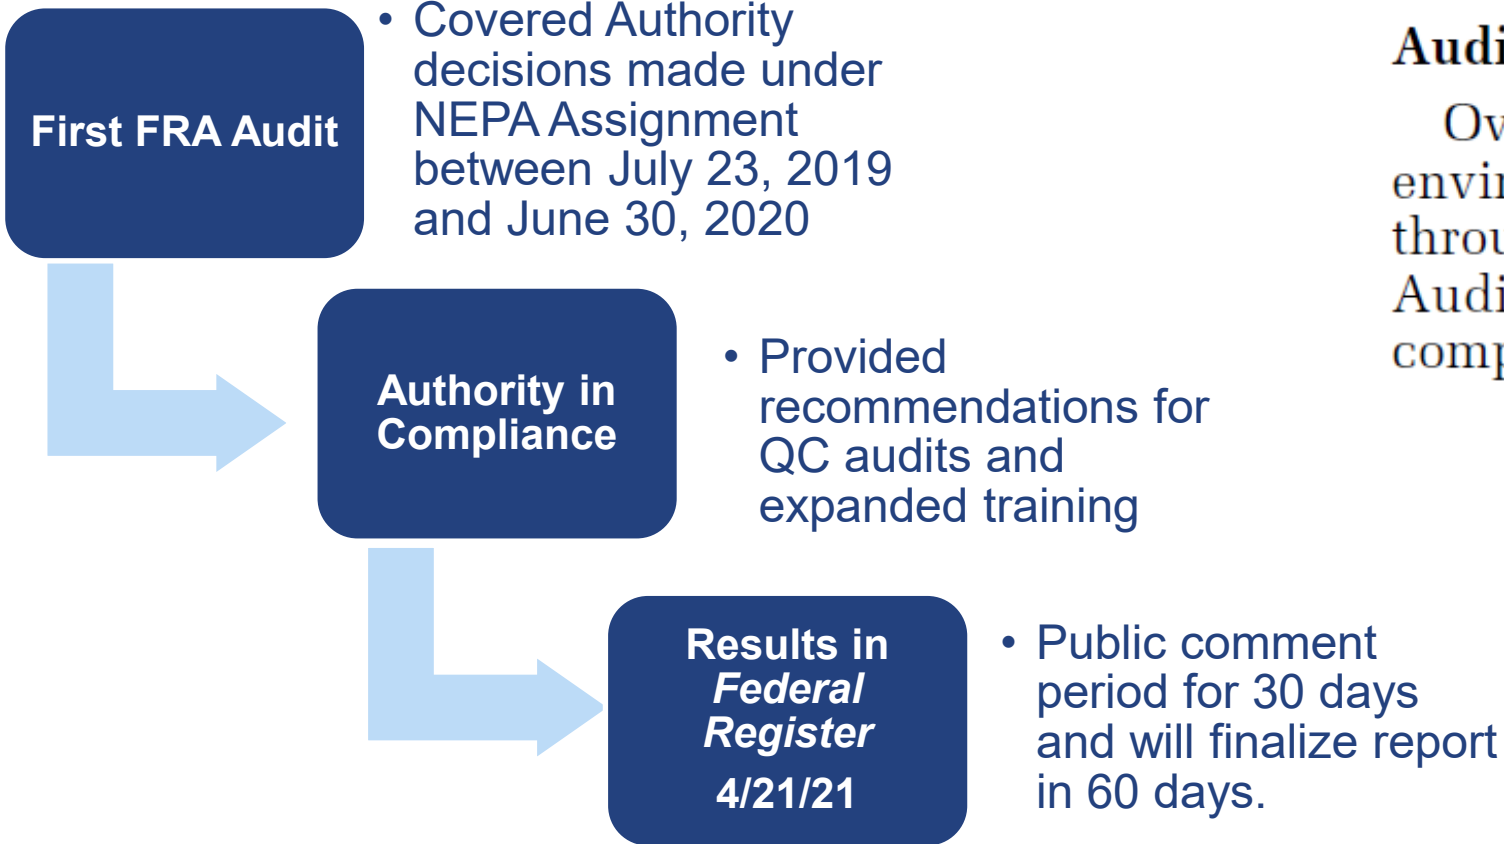 First FRA Audit
• Covered Authority
decisions made under
NEPA Assignment
between July 23, 2019
and June 30, 2020
Authority in
Compliance
• Provided
recommendations for
QC audits and
expanded training
Results in
Federal
Register
4/21/21
• Public comment
period for 30 days
and will finalize report
in 60 days.